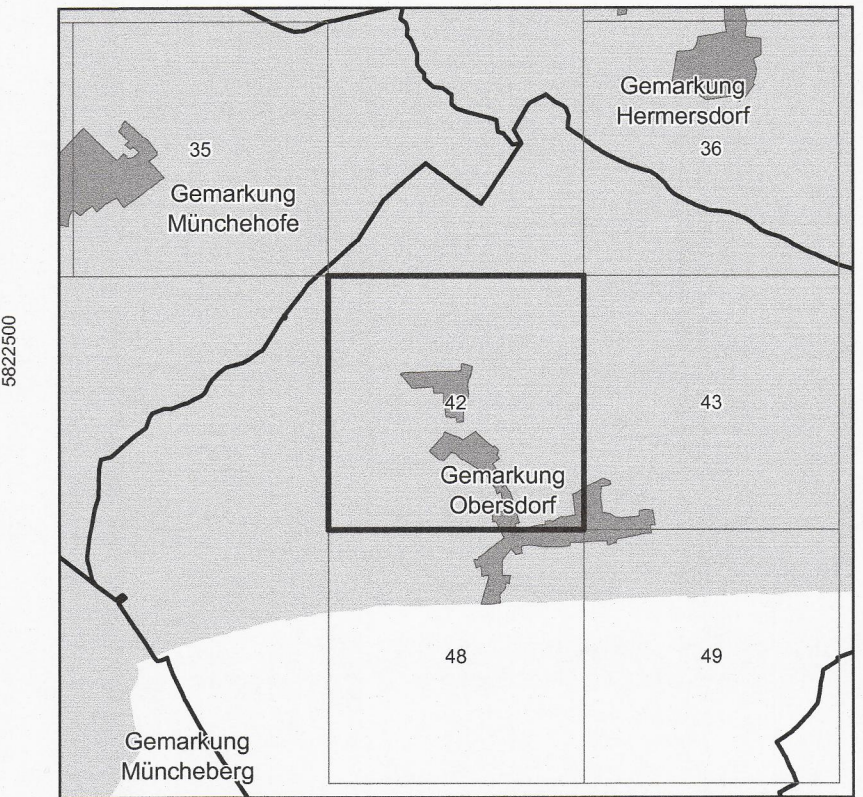 Gemarkung
Hermersdorf
36
35
Gemarkung
Münchehofe
5822500
42
43
Gemarkung
Obersdorf
48
49
Gemarkung
Müncheberg